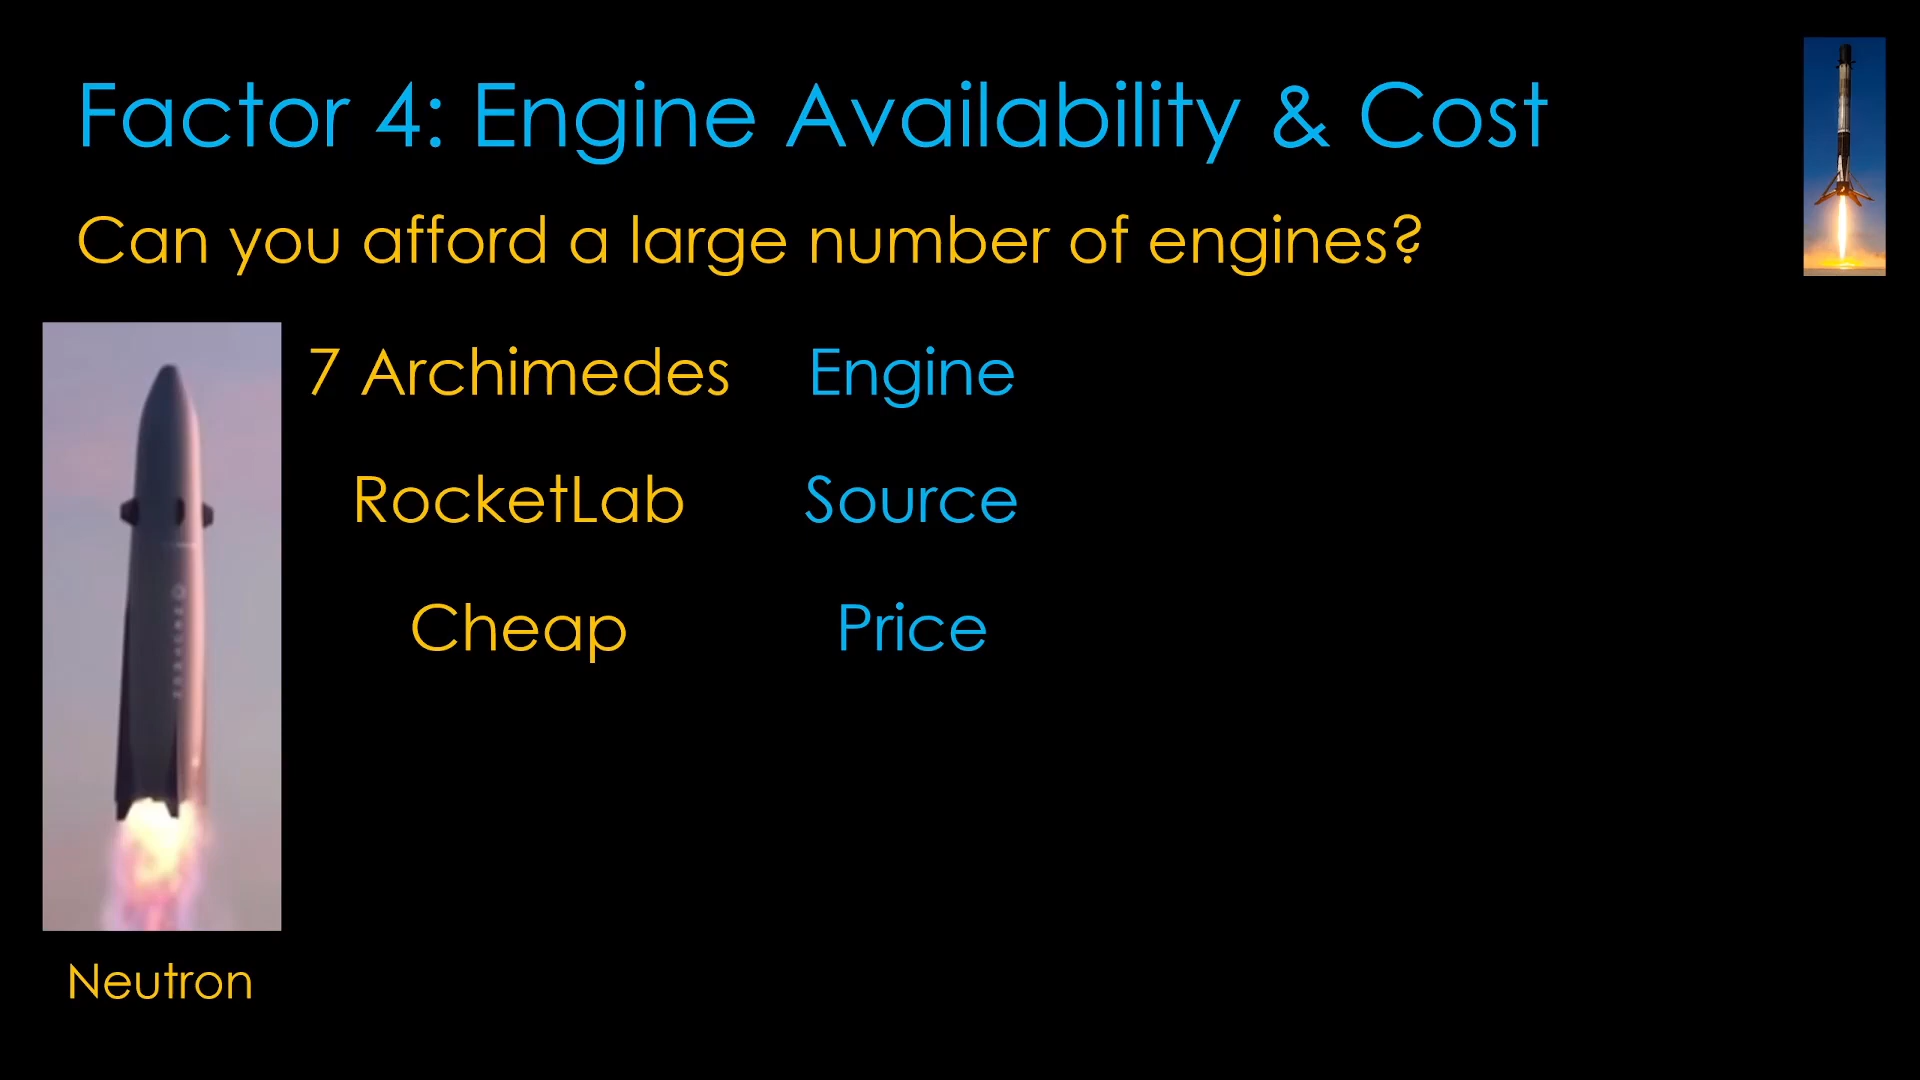 Factor 4: Engine Availability & Cost
Can you afford a large number of engines?
7 Archimedes Engine
RocketLab Source
Cheap Price
Neutron